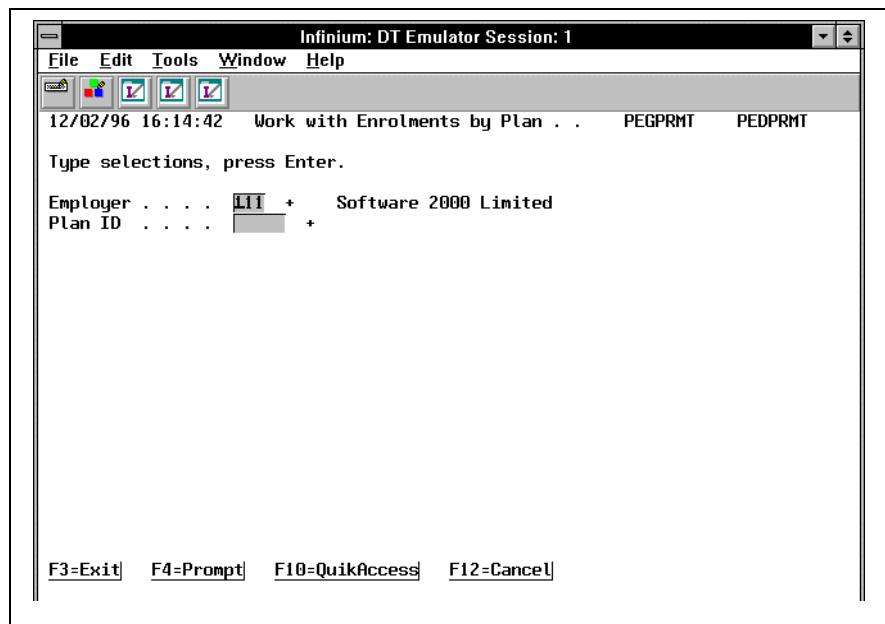 Infinium: DT Emulator Session: 1
File Edit Tools Window Help
12/02/96 16:14:42 Work with Enrolments by Plan . . PEGPRMT PEDPRMT
Type selections, press Enter.
Employer . . . . 111 + Software 2000 Limited
Plan ID . . . . +
F3=Exit F4=Prompt F10=QuikAccess F12=Cancel